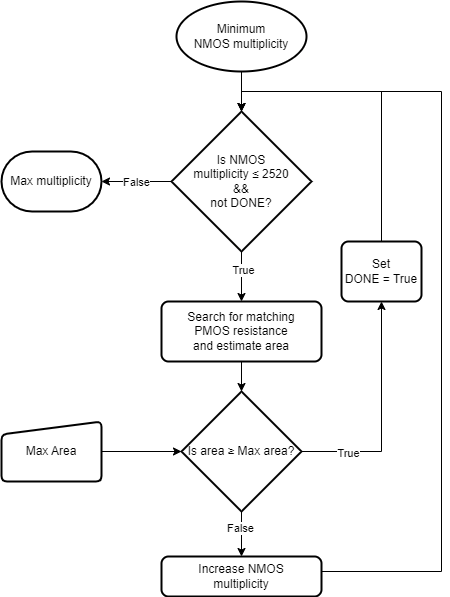 Minimum
NMOS multiplicity
Is NMOS
multiplicity ≤ 2520
&&
not DONE?
False
Max multiplicity
True
Set
DONE = True
Search for matching
PMOS resistance
and estimate area
Max Area
Is area ≥ Max area?
True
False
Increase NMOS
multiplicity